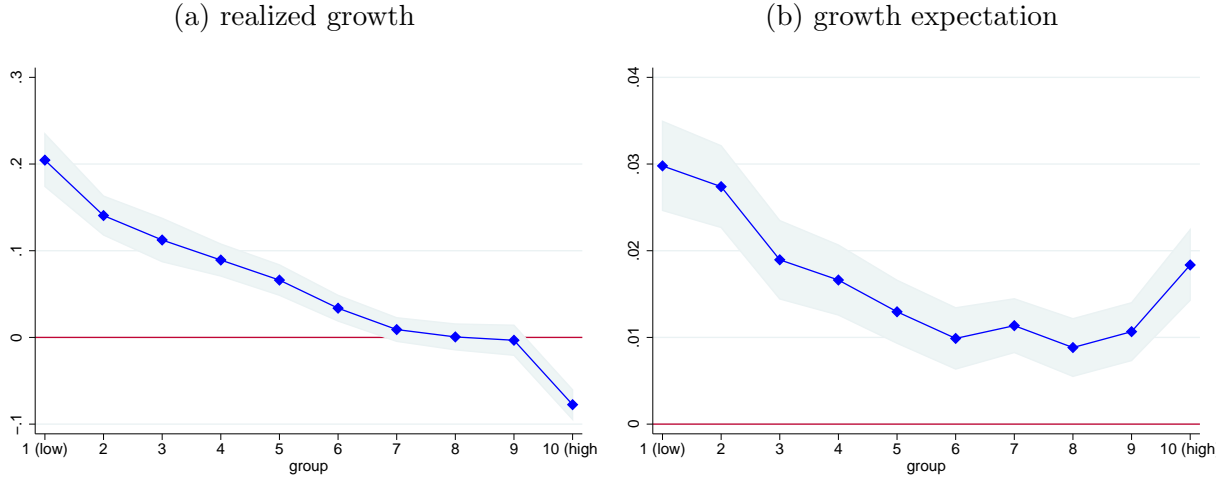 (a) realized growth
.3
.2
.1
0
-.1
1 (low) 2 3 4 5 6 7 8 9 10 (high
group
(b) growth expectation
.04
.03
.02
.01
0
1 (low) 2 3 4 5 6 7 8 9 10 (high
group